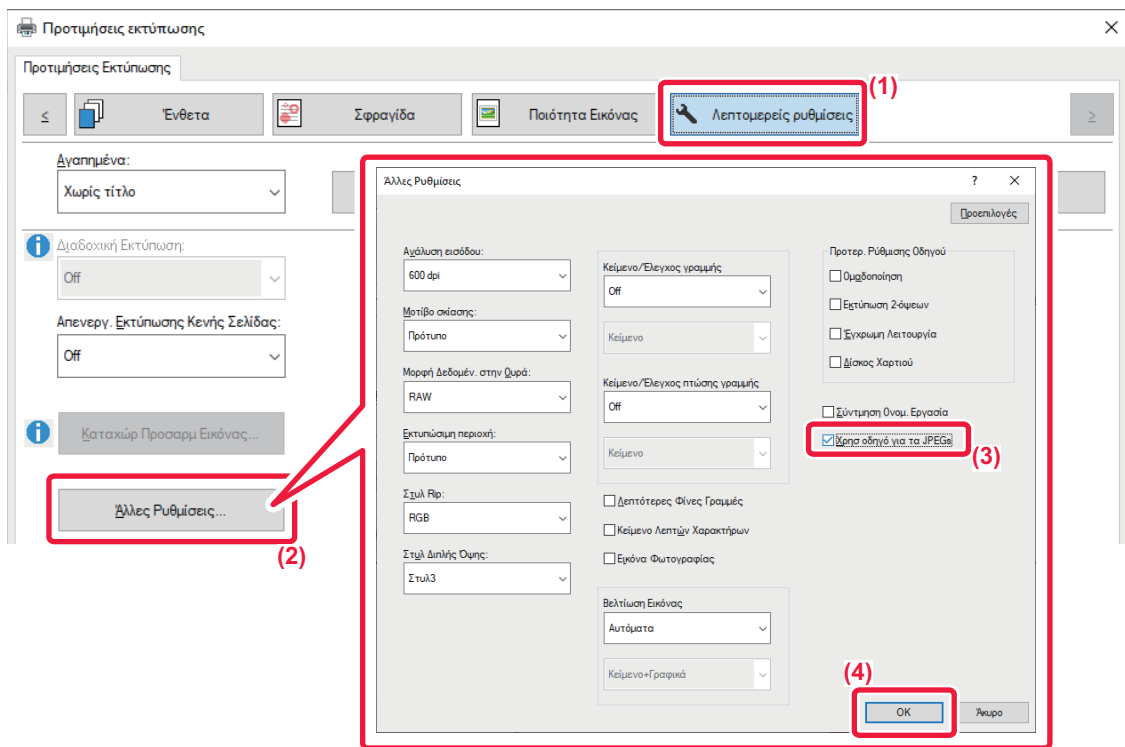 Προτιμήσεις εκτύπωσης
Προτιμήσεις Εκτύπωσης
(1)
≤
Ένθετα
Σφραγίδα
Ποιότητα Εικόνας
Λεπτομερείς ρυθμίσεις
≥
Αγαπημένα:
Χωρίς τίτλο
Διαδοχική Εκτύπωση:
Off
Απενεργ. Εκτύπωσης Κενής Σελίδας:
Off
Καταχώρ Προσαρμ Εικόνας...
Άλλες Ρυθμίσεις...
(2)
Άλλες Ρυθμίσεις
?
Προεπιλογές
Ανάλυση εισόδου:
600 dpi
Μοτίβο σκίασης:
Πρότυπο
Μορφή Δεδομέν. στην Ουρά:
RAW
Εκτυπώσιμη περιοχή:
Πρότυπο
Στυλ Rip:
RGB
Στυλ Διπλής Όψης:
Στυλ3
Κείμενο/Έλεγχος γραμμής
Off
Κείμενο
Κείμενο/Έλεγχος πτώσης γραμμής
Off
Κείμενο
Λεπτότερες Φίνες Γραμμές
Κείμενο Λεπτών Χαρακτήρων
Εικόνα Φωτογραφίας
Βελτίωση Εικόνας
Αυτόματα
Κείμενο+Γραφικά
Προτερ. Ρύθμισης Οδηγού
Ομαδοποίηση
Εκτύπωση 2-όψεων
Έγχρωμη Λειτουργία
Δίσκος Χαρτιού
Σύντμηση Ονομ. Εργασία
Χρησ οδηγό για τα JPEGs
(3)
(4)
OK
Άκυρο